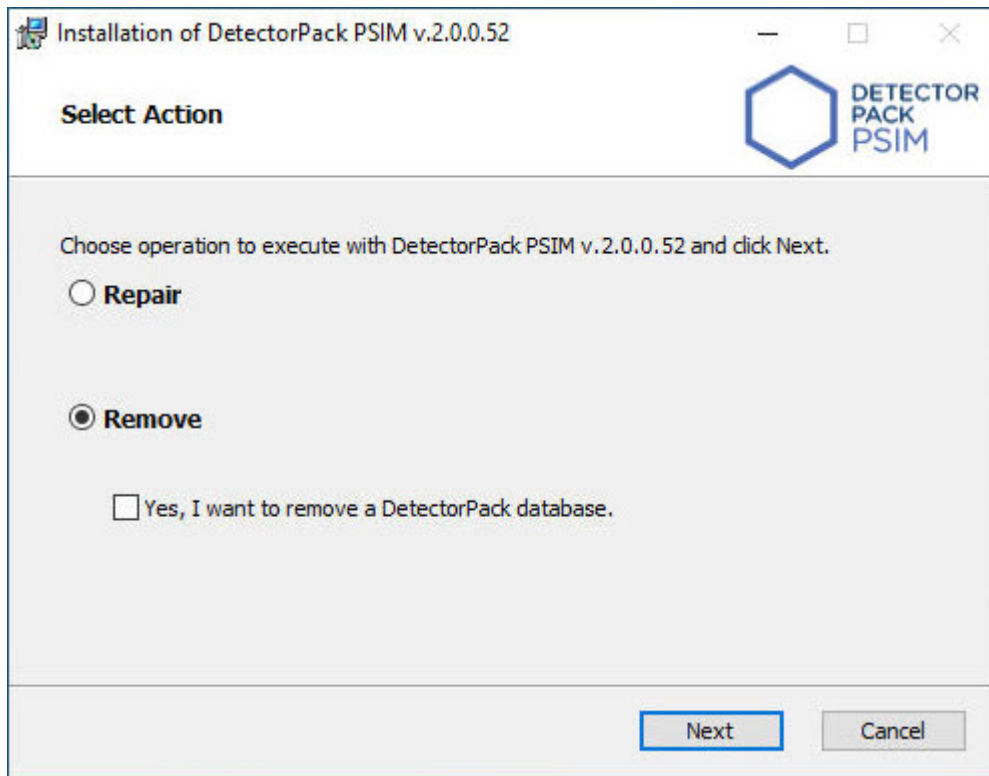 Installation of DetectorPack PSIM v.2.0.0.52
Select Action
DETECTOR
PACK
PSIM
Choose operation to execute with DetectorPack PSIM v.2.0.0.52 and click Next.
Repair
Remove
Yes, I want to remove a DetectorPack database.
Next Cancel